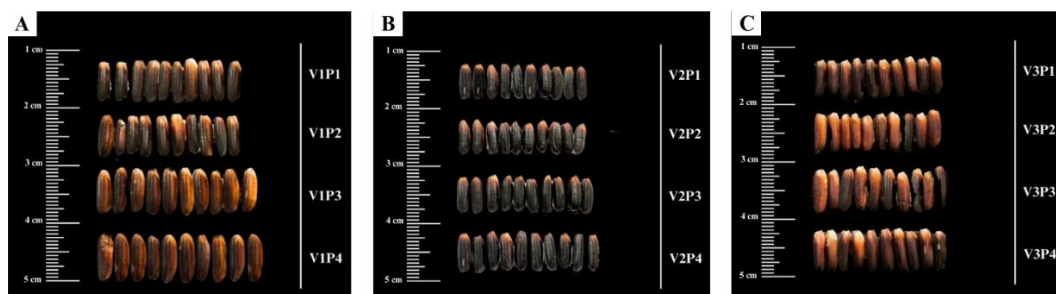 A
1 cm
2 cm
3 cm
4 cm
5 cm
V1P1
V1P2
V1P3
V1P4
B
1 cm
2 cm
3 cm
4 cm
5 cm
V2P1
V2P2
V2P3
V2P4
C
1 cm
2 cm
3 cm
4 cm
5 cm
V3P1
V3P2
V3P3
V3P4